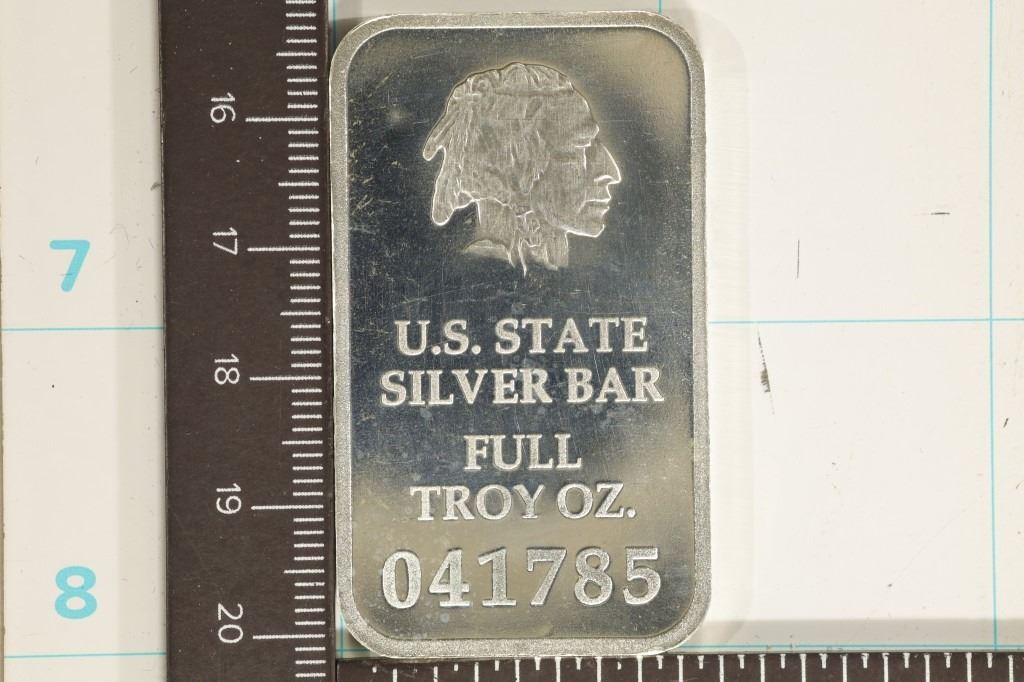 16
17
18
19
20
7
8
U.S. STATE
SILVER BAR
FULL
TROY OZ.
041785